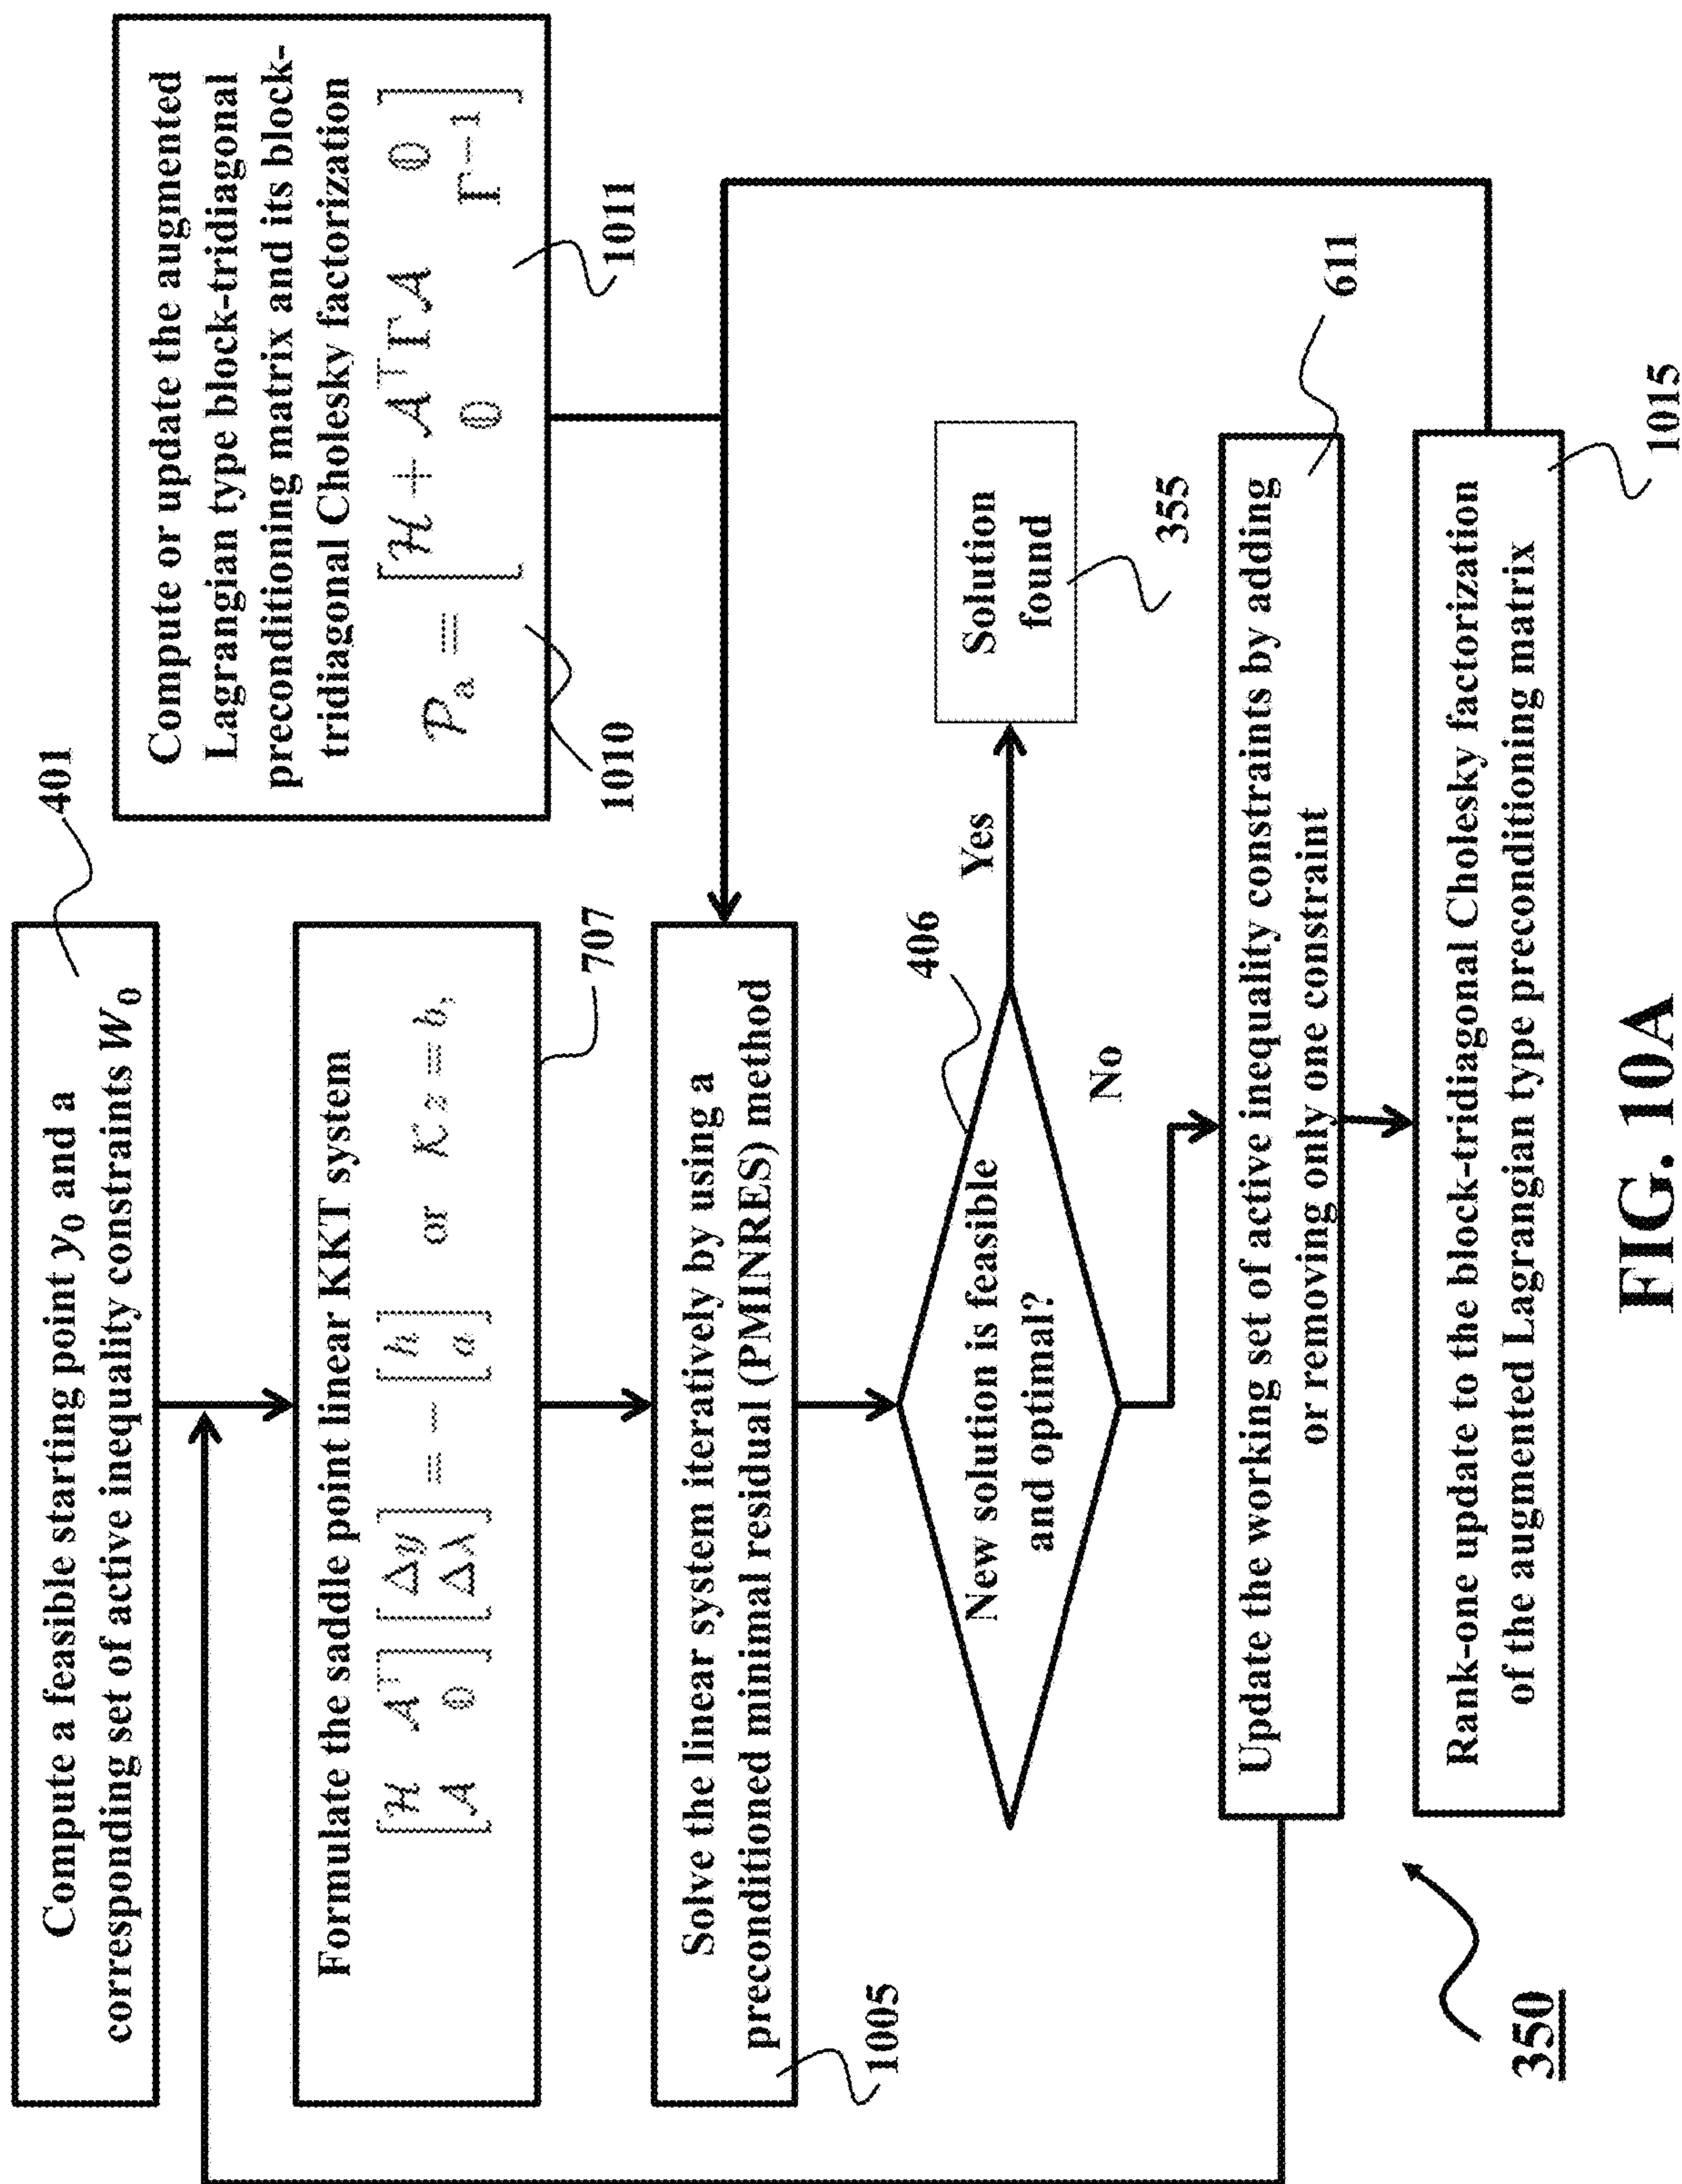 Compute a feasible starting point y₀ and a
corresponding set of active inequality constraints W₀
401
Formulate the saddle point linear KKT system
[ℋ 𝒜ᵀ; 𝒜 𝟘] [Δy; Δλ] = − [h; a] or 𝒦 z = b,
707
Compute or update the augmented
Lagrangian type block-tridiagonal
preconditioning matrix and its block-
tridiagonal Cholesky factorization
𝒫ₐ = [ℋ + 𝒜ᵀ Γ 𝒜 𝟘; 𝟘 Γ⁻¹]
1010
1011
Solve the linear system iteratively by using a
preconditioned minimal residual (PMINRES) method
1005
New solution is feasible
and optimal?
406
Yes
Solution
found
355
No
Update the working set of active inequality constraints by adding
or removing only one constraint
611
Rank-one update to the block-tridiagonal Cholesky factorization
of the augmented Lagrangian type preconditioning matrix
1015
350
FIG. 10A